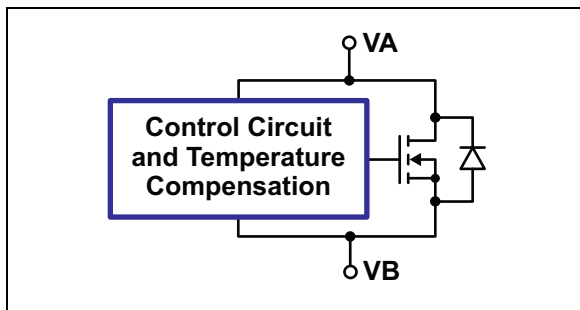 VA
Control Circuit
and Temperature
Compensation
VB